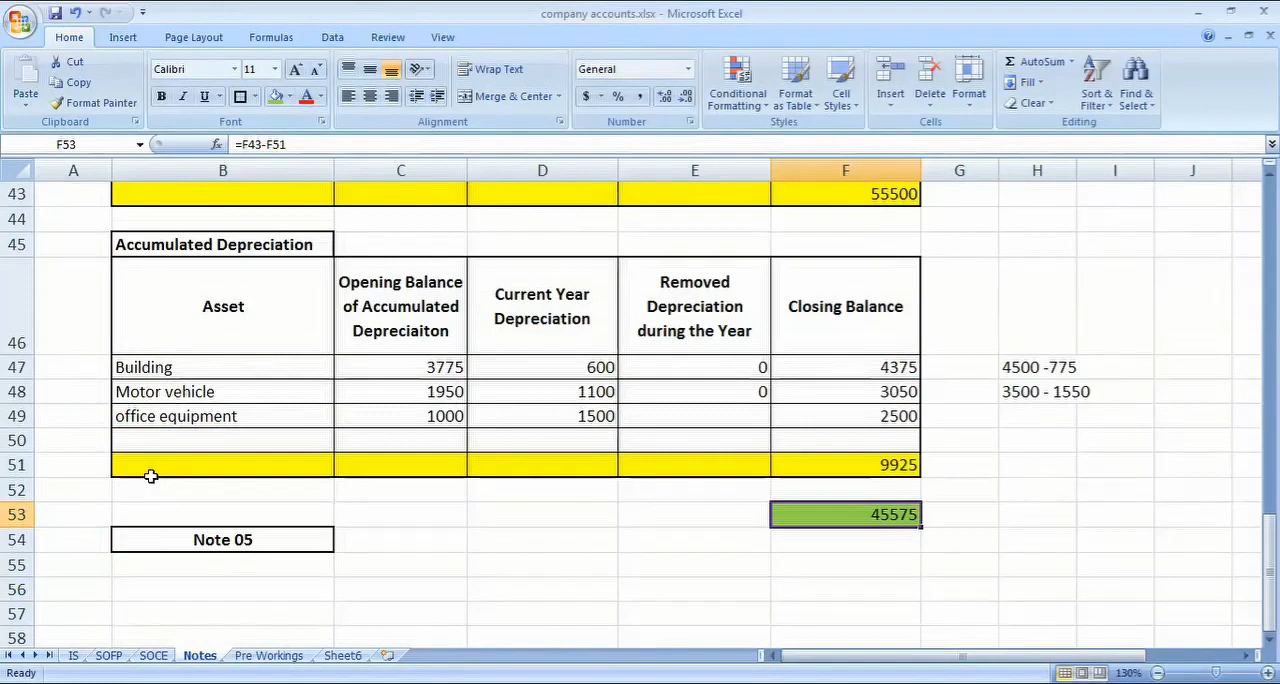 company accounts.xlsx - Microsoft Excel
Home Insert Page Layout Formulas Data Review View
Paste
Cut
Copy
Format Painter
Clipboard
Calibri 11 A A
B I U A
Font
Wrap Text
Merge & Center
Alignment
General
$ % , .0 .00 .00 .0
Number
Conditional Formatting
Format as Table
Cell Styles
Styles
Insert Delete Format
Cells
Σ AutoSum
Fill
Clear
Sort & Filter
Find & Select
Editing
F53 fx =F43-F51
A B C D E F G H I J
43 55500
44
45 Accumulated Depreciation
46 Asset
Opening Balance
of Accumulated
Depreciaiton
Current Year
Depreciation
Removed
Depreciation
during the Year
Closing Balance
47 Building 3775 600 0 4375 4500 -775
48 Motor vehicle 1950 1100 0 3050 3500 - 1550
49 office equipment 1000 1500 2500
50
51 9925
52
53 45575
54 Note 05
55
56
57
58
IS SOFP SOCE Notes Pre Workings Sheet6
Ready 130%